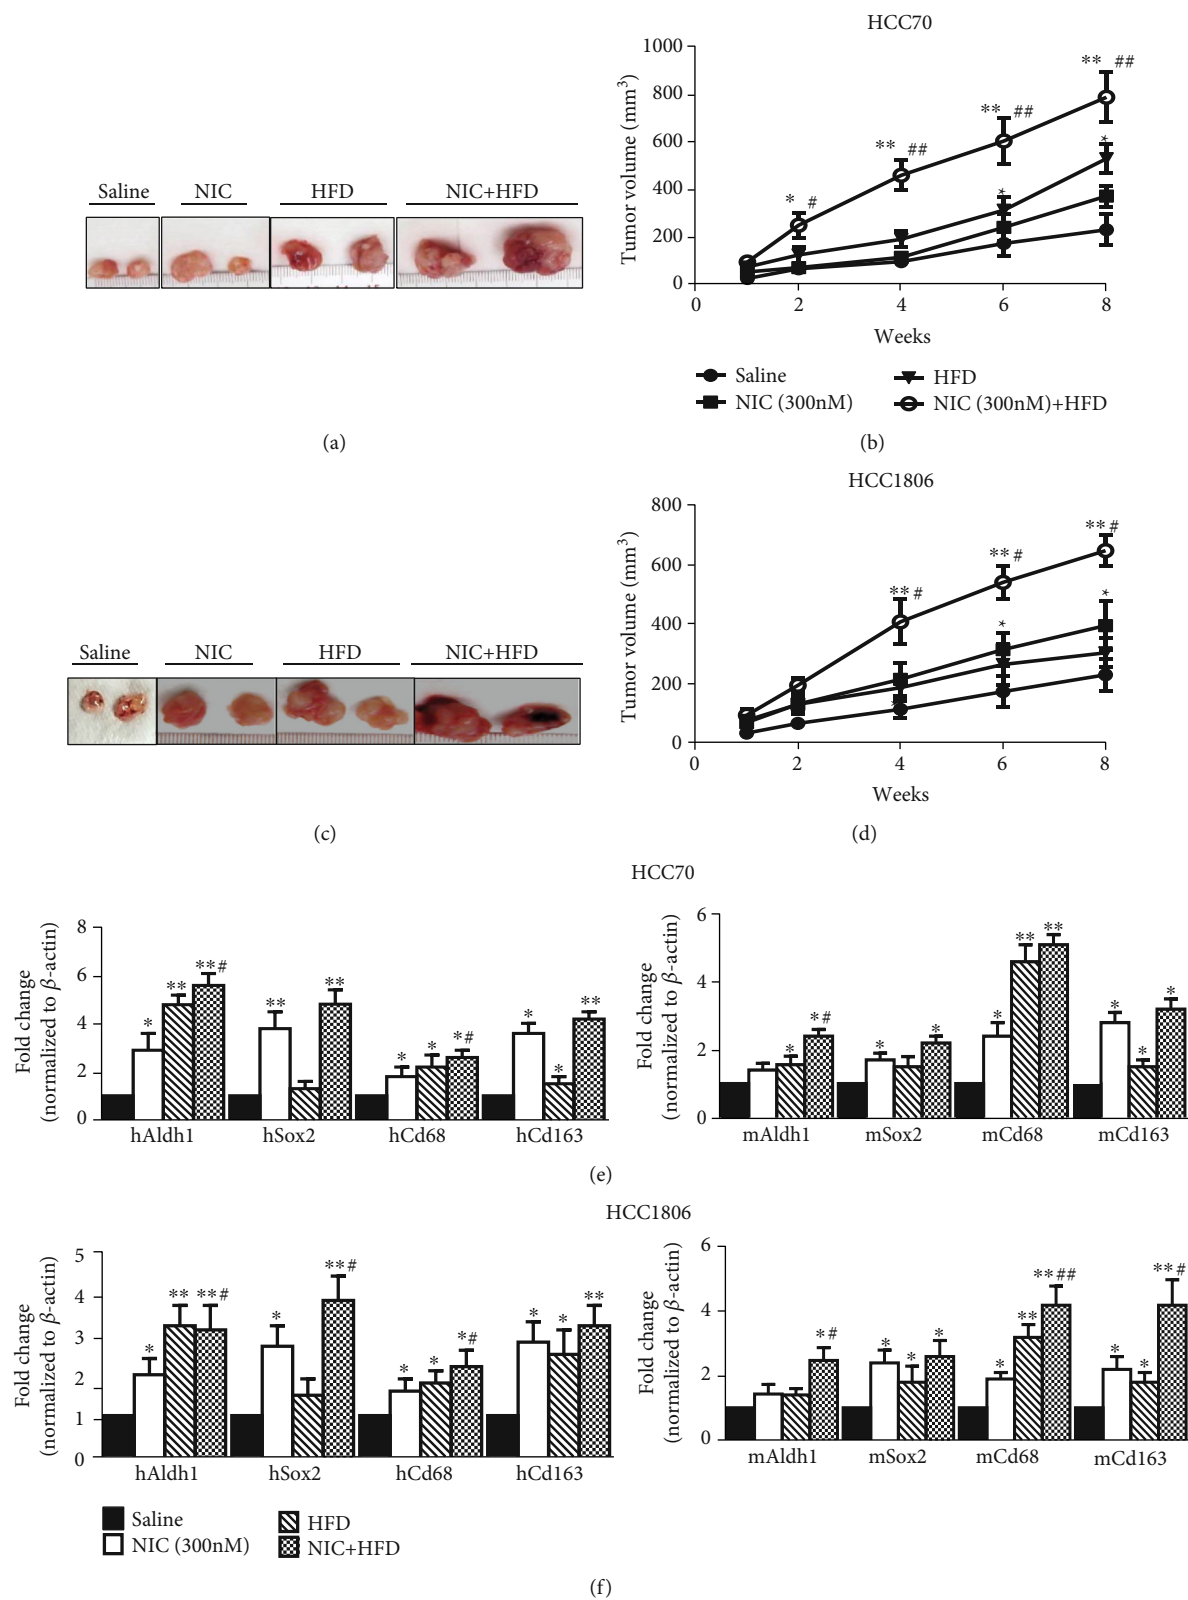 Saline NIC HFD NIC+HFD
(a)
HCC70
Tumor volume (mm³)
1000
800
600
400
200
0
* #
** ##
** ##
** ##
*
*
0 2 4 6 8
Weeks
Saline
NIC (300nM)
HFD
NIC (300nM)+HFD
(b)
Saline NIC HFD NIC+HFD
(c)
HCC1806
Tumor volume (mm³)
800
600
400
200
0
** #
** #
** #
*
*
0 2 4 6 8
Weeks
(d)
HCC70
Fold change
(normalized to β-actin)
8
6
4
2
0
* ** ** #
** **
* * * #
* * **
hAldh1 hSox2 hCd68 hCd163
Fold change
(normalized to β-actin)
6
4
2
0
* * #
* *
* ** **
* * *
mAldh1 mSox2 mCd68 mCd163
(e)
HCC1806
Fold change
(normalized to β-actin)
5
4
3
2
1
0
* ** ** #
* ** #
* * * #
* * **
hAldh1 hSox2 hCd68 hCd163
Fold change
(normalized to β-actin)
6
4
2
0
* #
* * *
* ** ** ##
* * ** #
mAldh1 mSox2 mCd68 mCd163
Saline
NIC (300nM)
HFD
NIC+HFD
(f)